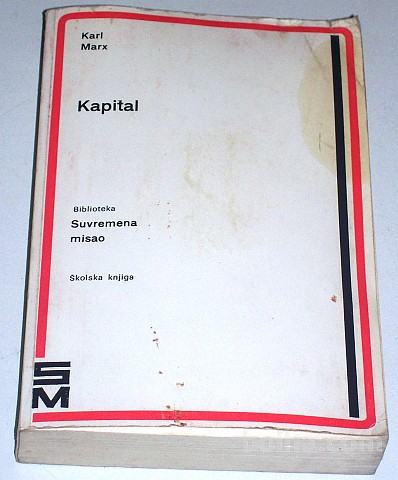 Karl
Marx
Kapital
Biblioteka
Suvremena
misao
Školska knjiga
SM